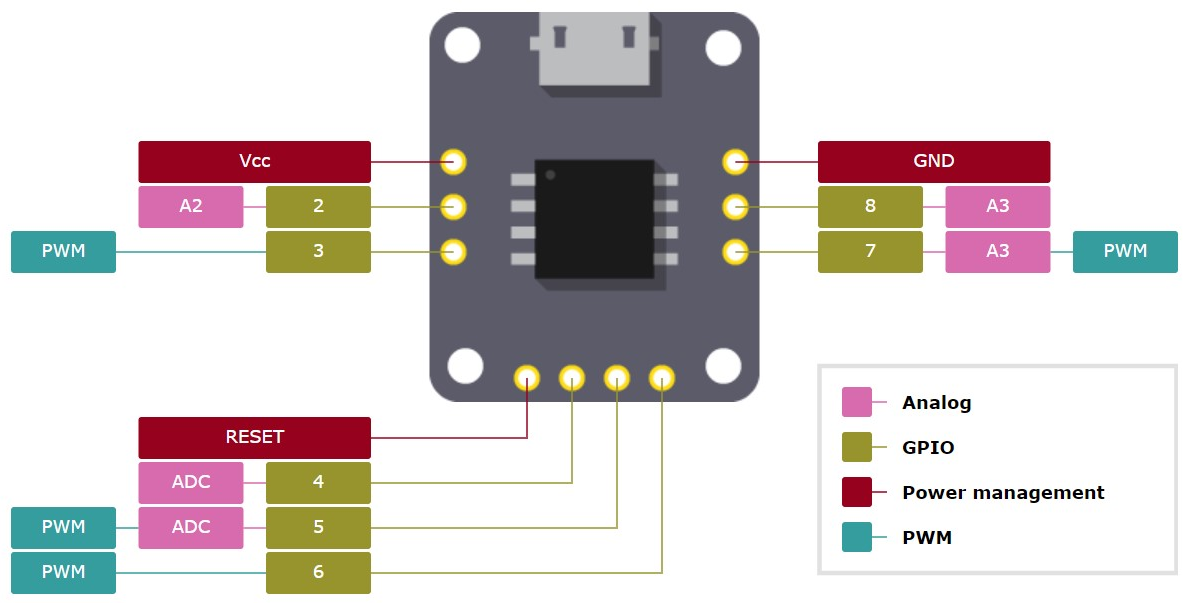 Vcc
GND
A2 2
8 A3
PWM 3
7 A3 PWM
RESET
ADC 4
PWM ADC 5
PWM 6
Analog
GPIO
Power management
PWM